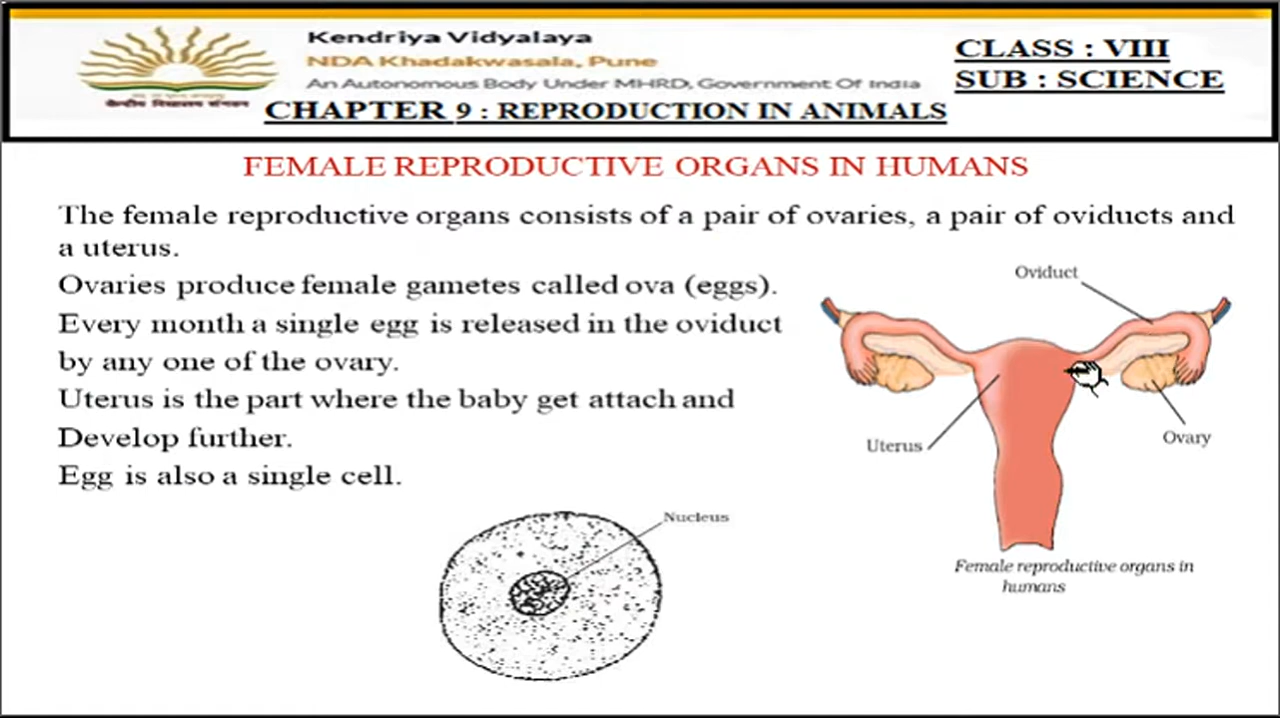 Kendriya Vidyalaya
NDA Khadakwasala, Pune
An Autonomous Body Under MHRD, Government Of India
केन्द्रीय विद्यालय संगठन
CLASS : VIII
SUB : SCIENCE
CHAPTER 9 : REPRODUCTION IN ANIMALS
FEMALE REPRODUCTIVE ORGANS IN HUMANS
The female reproductive organs consists of a pair of ovaries, a pair of oviducts and
a uterus.
Ovaries produce female gametes called ova (eggs).
Every month a single egg is released in the oviduct
by any one of the ovary.
Uterus is the part where the baby get attach and
Develop further.
Egg is also a single cell.
Nucleus
Oviduct
Uterus
Ovary
Female reproductive organs in
humans